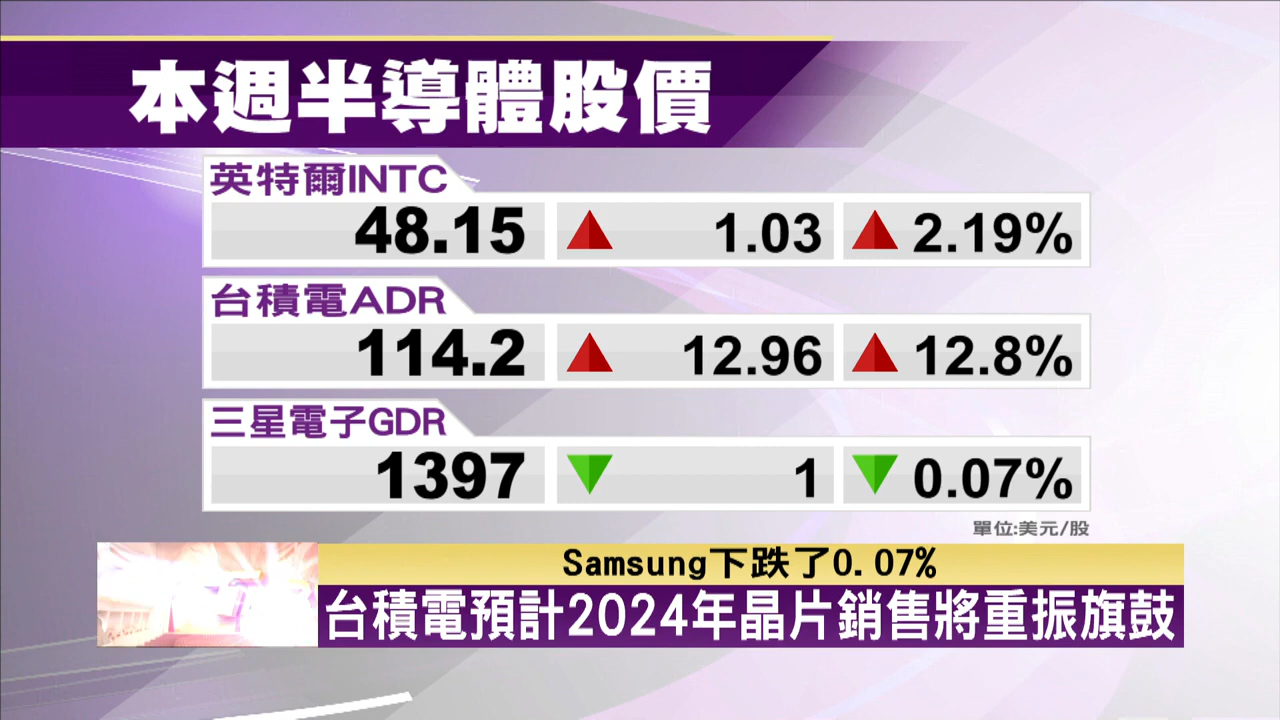 本週半導體股價
英特爾INTC
48.15 ▲ 1.03 ▲ 2.19%
台積電ADR
114.2 ▲ 12.96 ▲ 12.8%
三星電子GDR
1397 ▼ 1 ▼ 0.07%
單位:美元/股
Samsung下跌了0.07%
台積電預計2024年晶片銷售將重振旗鼓